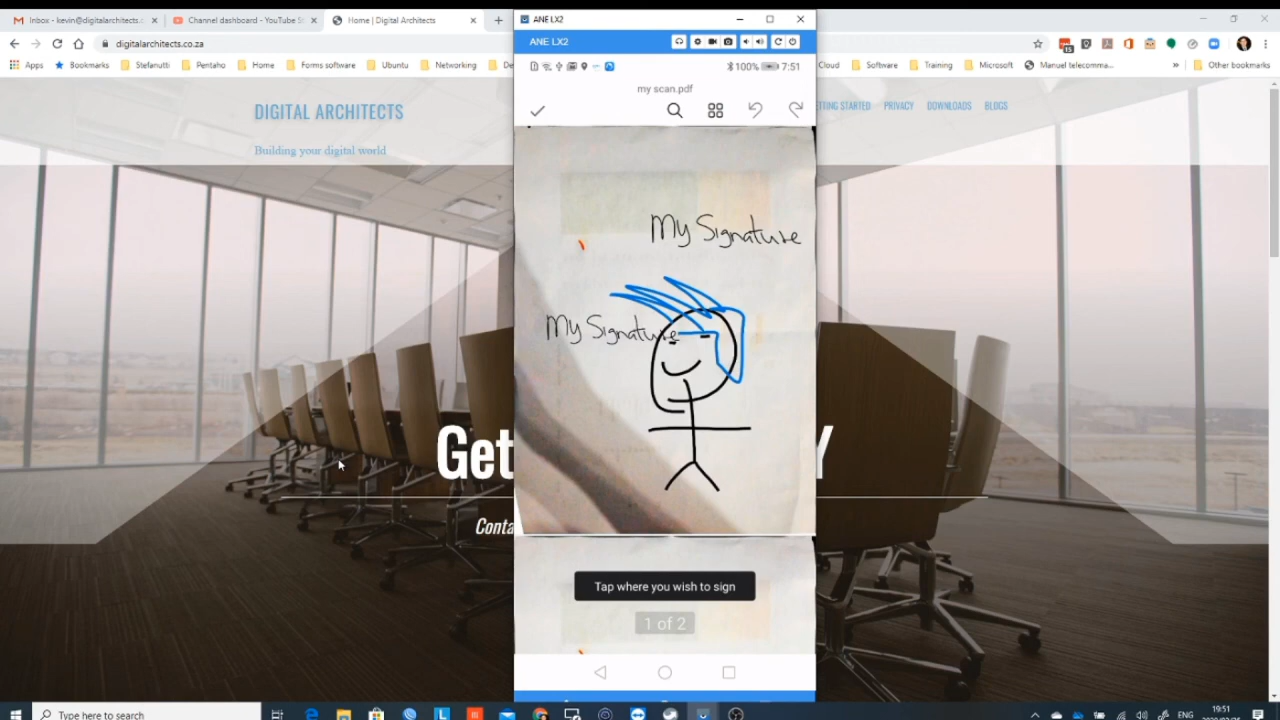 Inbox - kevin@digitalarchitects.c
Channel dashboard - YouTube St
Home | Digital Architects
ANE LX2
digitalarchitects.co.za
ANE LX2
15
Apps
Bookmarks
Stefanutti
Pentaho
Home
Forms software
Ubuntu
Networking
De
Cloud
Software
Training
Microsoft
Manuel telecomma...
»
Other bookmarks
100%
7:51
my scan.pdf
DIGITAL ARCHITECTS
Building your digital world
ETTING STARTED
PRIVACY
DOWNLOADS
BLOGS
My Signature
My Signature
Get
Y
Conta
Tap where you wish to sign
1 of 2
Type here to search
ENG
19:51